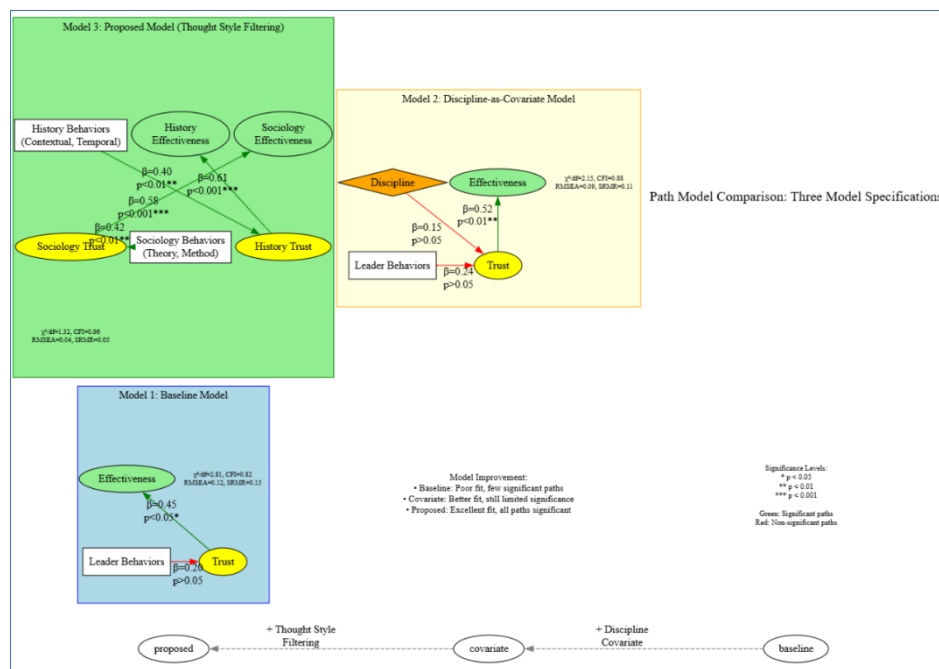 Model 3: Proposed Model (Thought Style Filtering)
History Behaviors
(Contextual, Temporal)
History
Effectiveness
Sociology
Effectiveness
β=0.40
p<0.01**
β=0.61
p<0.001***
β=0.58
p<0.001***
β=0.42
p<0.01**
Sociology Trust
Sociology Behaviors
(Theory, Method)
History Trust
χ²/df=1.32, CFI=0.96
RMSEA=0.04, SRMR=0.05
Model 2: Discipline-as-Covariate Model
Discipline
Effectiveness
χ²/df=2.15, CFI=0.88
RMSEA=0.09, SRMR=0.11
β=0.15
p>0.05
β=0.52
p<0.01**
Leader Behaviors
β=0.24
p>0.05
Trust
Path Model Comparison: Three Model Specifications
Model 1: Baseline Model
Effectiveness
χ²/df=2.81, CFI=0.82
RMSEA=0.12, SRMR=0.15
β=0.45
p<0.05*
Leader Behaviors
β=0.20
p>0.05
Trust
Model Improvement:
• Baseline: Poor fit, few significant paths
• Covariate: Better fit, still limited significance
• Proposed: Excellent fit, all paths significant
Significance Levels:
* p < 0.05
** p < 0.01
*** p < 0.001
Green: Significant paths
Red: Non-significant paths
proposed
+ Thought Style
Filtering
covariate
+ Discipline
Covariate
baseline